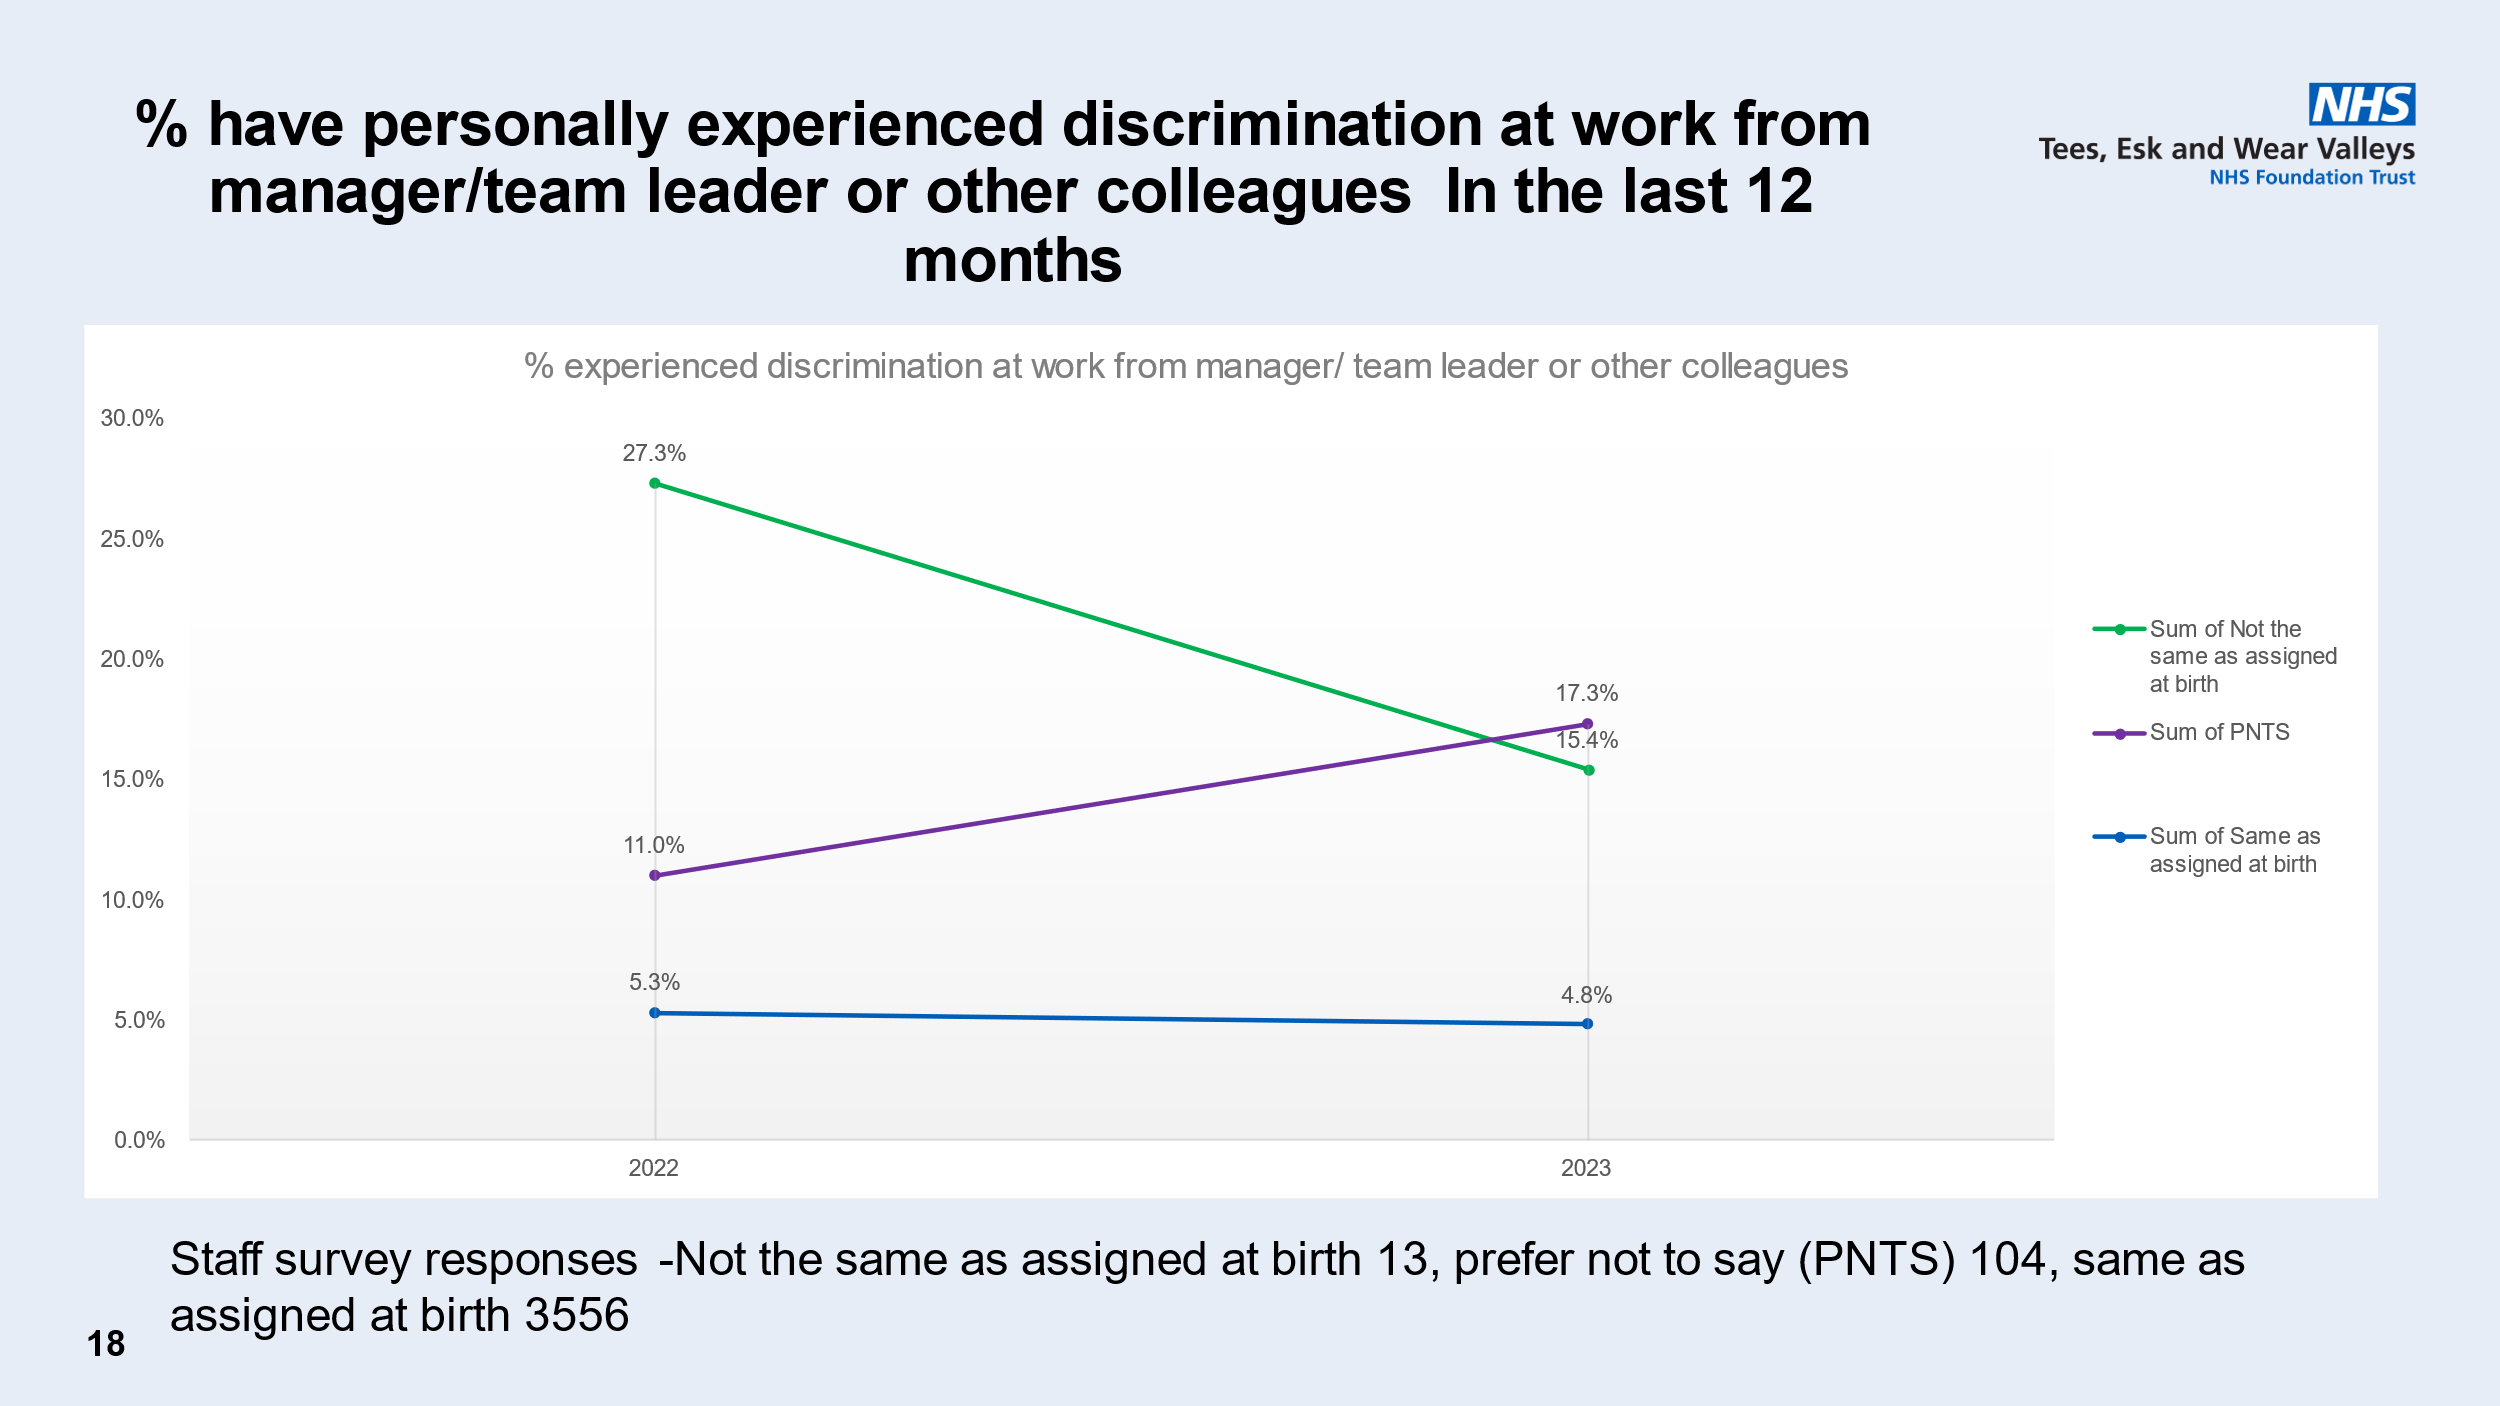 % have personally experienced discrimination at work from
manager/team leader or other colleagues  In the last 12
months
NHS
Tees, Esk and Wear Valleys
NHS Foundation Trust
% experienced discrimination at work from manager/ team leader or other colleagues
30.0%
25.0%
20.0%
15.0%
10.0%
5.0%
0.0%
27.3%
11.0%
5.3%
17.3%
15.4%
4.8%
2022
2023
Sum of Not the
same as assigned
at birth
Sum of PNTS
Sum of Same as
assigned at birth
Staff survey responses  -Not the same as assigned at birth 13, prefer not to say (PNTS) 104, same as
assigned at birth 3556
18